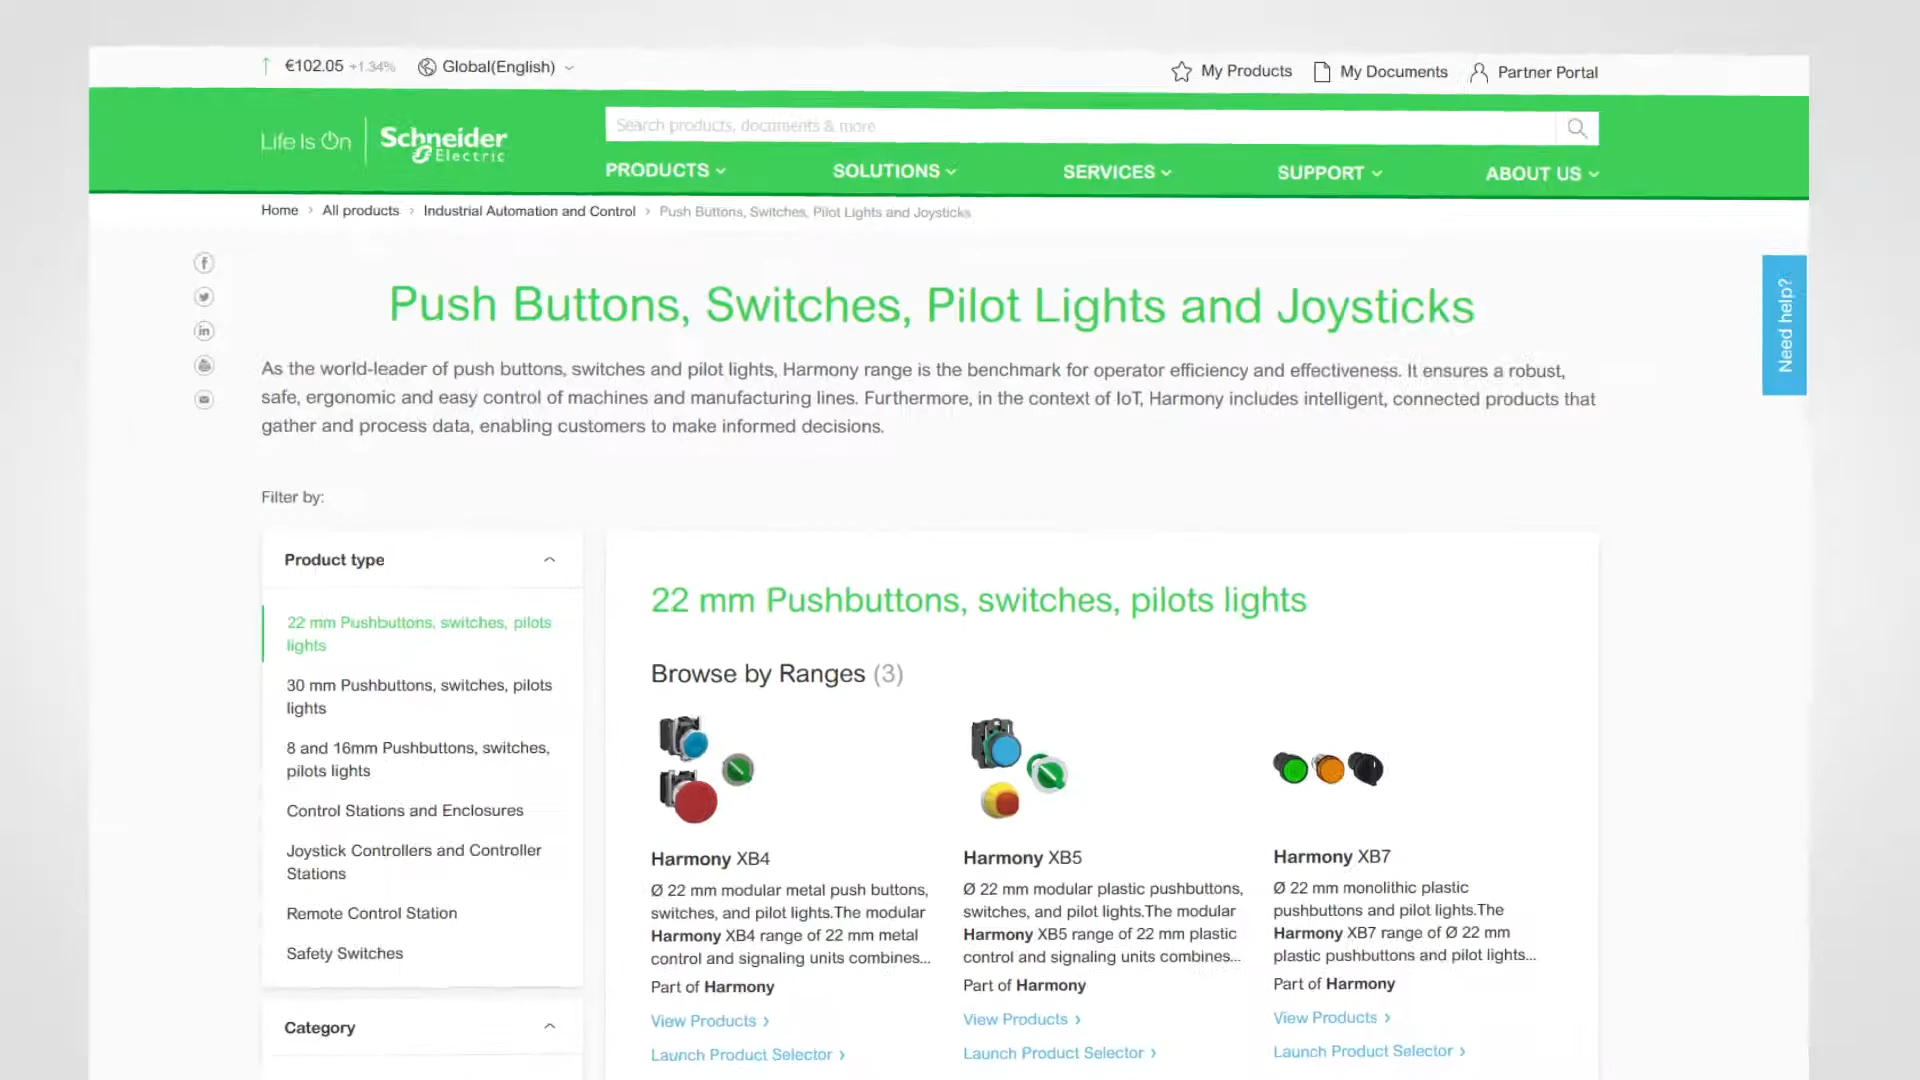 €102.05 +1.34% Global(English)
My Products My Documents Partner Portal
Life Is On Schneider Electric
Search products, documents & more
PRODUCTS SOLUTIONS SERVICES SUPPORT ABOUT US
Home › All products › Industrial Automation and Control › Push Buttons, Switches, Pilot Lights and Joysticks
Need help?
Push Buttons, Switches, Pilot Lights and Joysticks
As the world-leader of push buttons, switches and pilot lights, Harmony range is the benchmark for operator efficiency and effectiveness. It ensures a robust,
safe, ergonomic and easy control of machines and manufacturing lines. Furthermore, in the context of IoT, Harmony includes intelligent, connected products that
gather and process data, enabling customers to make informed decisions.
Filter by:
Product type
22 mm Pushbuttons, switches, pilots
lights
30 mm Pushbuttons, switches, pilots
lights
8 and 16mm Pushbuttons, switches,
pilots lights
Control Stations and Enclosures
Joystick Controllers and Controller
Stations
Remote Control Station
Safety Switches
Category
22 mm Pushbuttons, switches, pilots lights
Browse by Ranges (3)
Harmony XB4
Ø 22 mm modular metal push buttons,
switches, and pilot lights.The modular
Harmony XB4 range of 22 mm metal
control and signaling units combines...
Part of Harmony
View Products ›
Launch Product Selector ›
Harmony XB5
Ø 22 mm modular plastic pushbuttons,
switches, and pilot lights.The modular
Harmony XB5 range of 22 mm plastic
control and signaling units combines...
Part of Harmony
View Products ›
Launch Product Selector ›
Harmony XB7
Ø 22 mm monolithic plastic
pushbuttons and pilot lights.The
Harmony XB7 range of Ø 22 mm
plastic pushbuttons and pilot lights...
Part of Harmony
View Products ›
Launch Product Selector ›